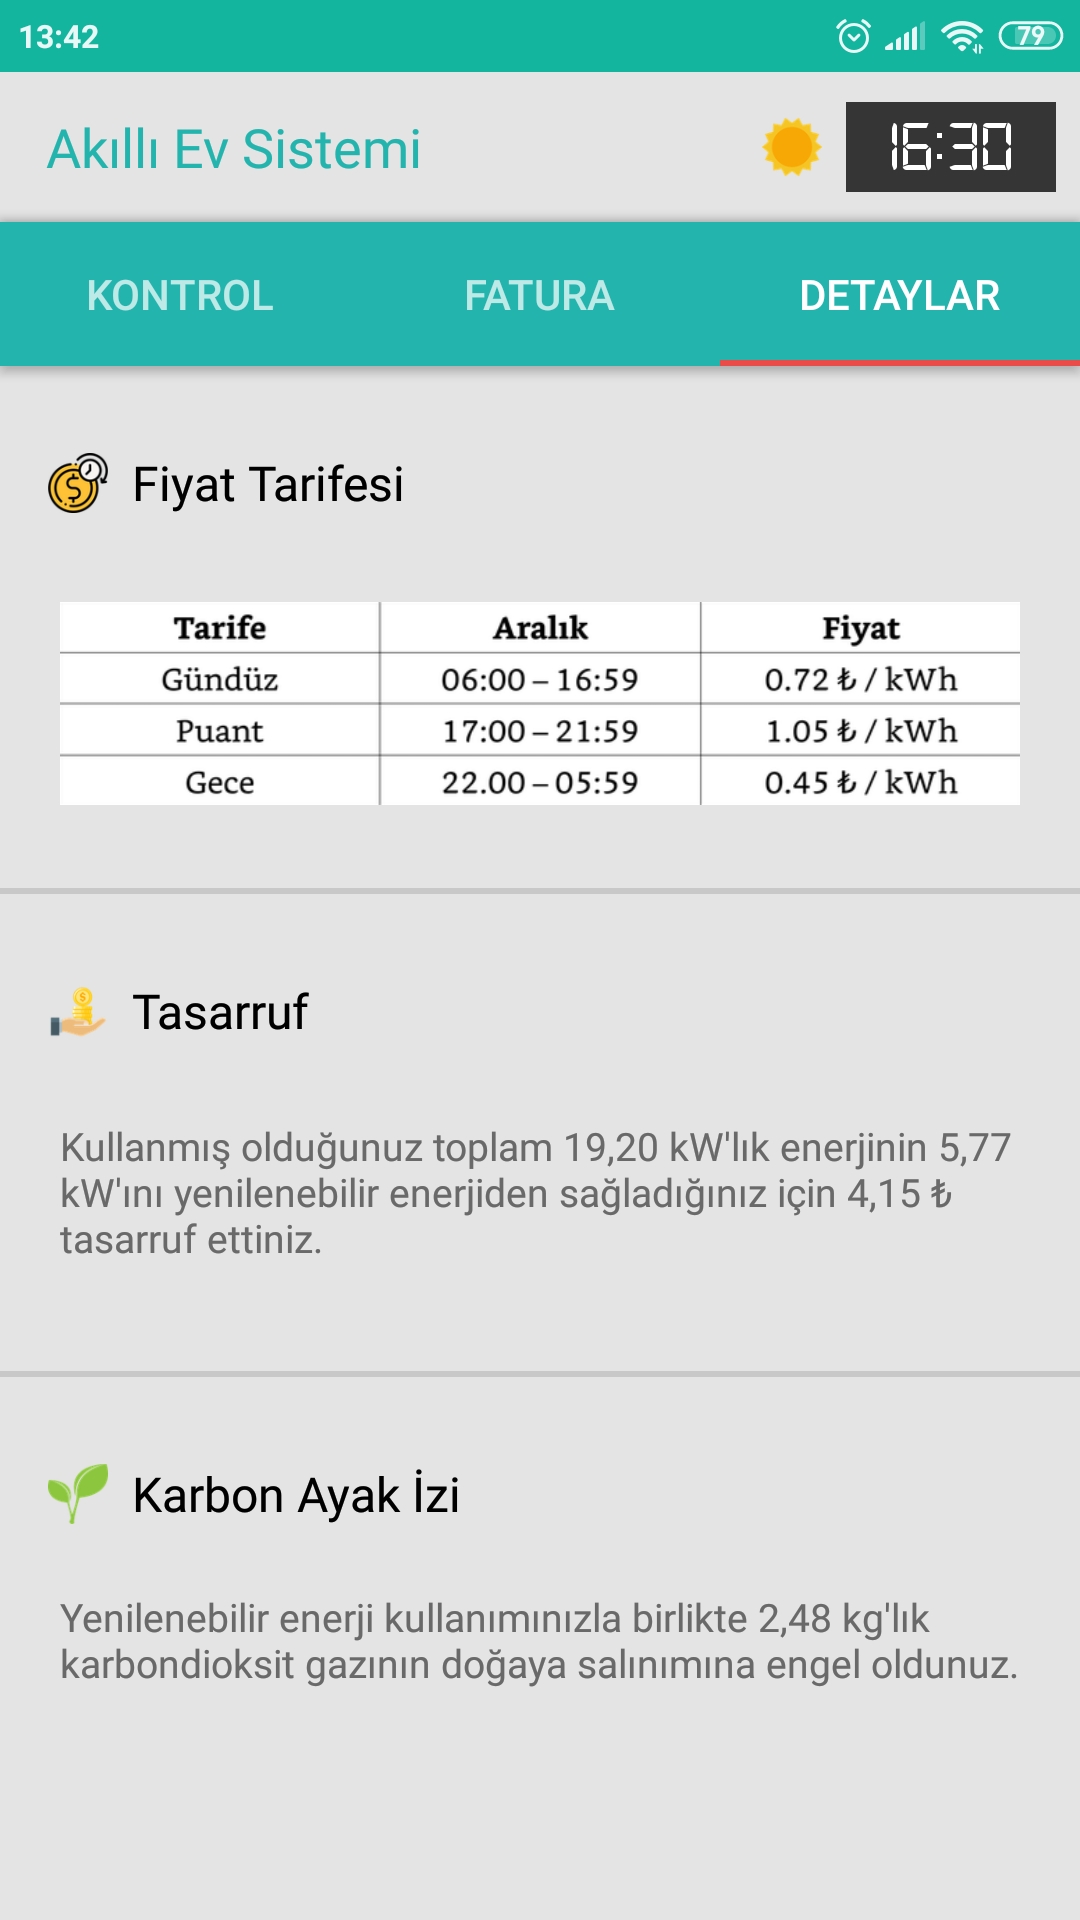 13:42
79
Akıllı Ev Sistemi
16:30
KONTROL FATURA DETAYLAR
Fiyat Tarifesi
Tarife Aralık Fiyat
Gündüz 06:00 – 16:59 0.72 ₺ / kWh
Puant 17:00 – 21:59 1.05 ₺ / kWh
Gece 22.00 – 05:59 0.45 ₺ / kWh
Tasarruf
Kullanmış olduğunuz toplam 19,20 kW'lık enerjinin 5,77
kW'ını yenilenebilir enerjiden sağladığınız için 4,15 ₺
tasarruf ettiniz.
Karbon Ayak İzi
Yenilenebilir enerji kullanımınızla birlikte 2,48 kg'lık
karbondioksit gazının doğaya salınımına engel oldunuz.